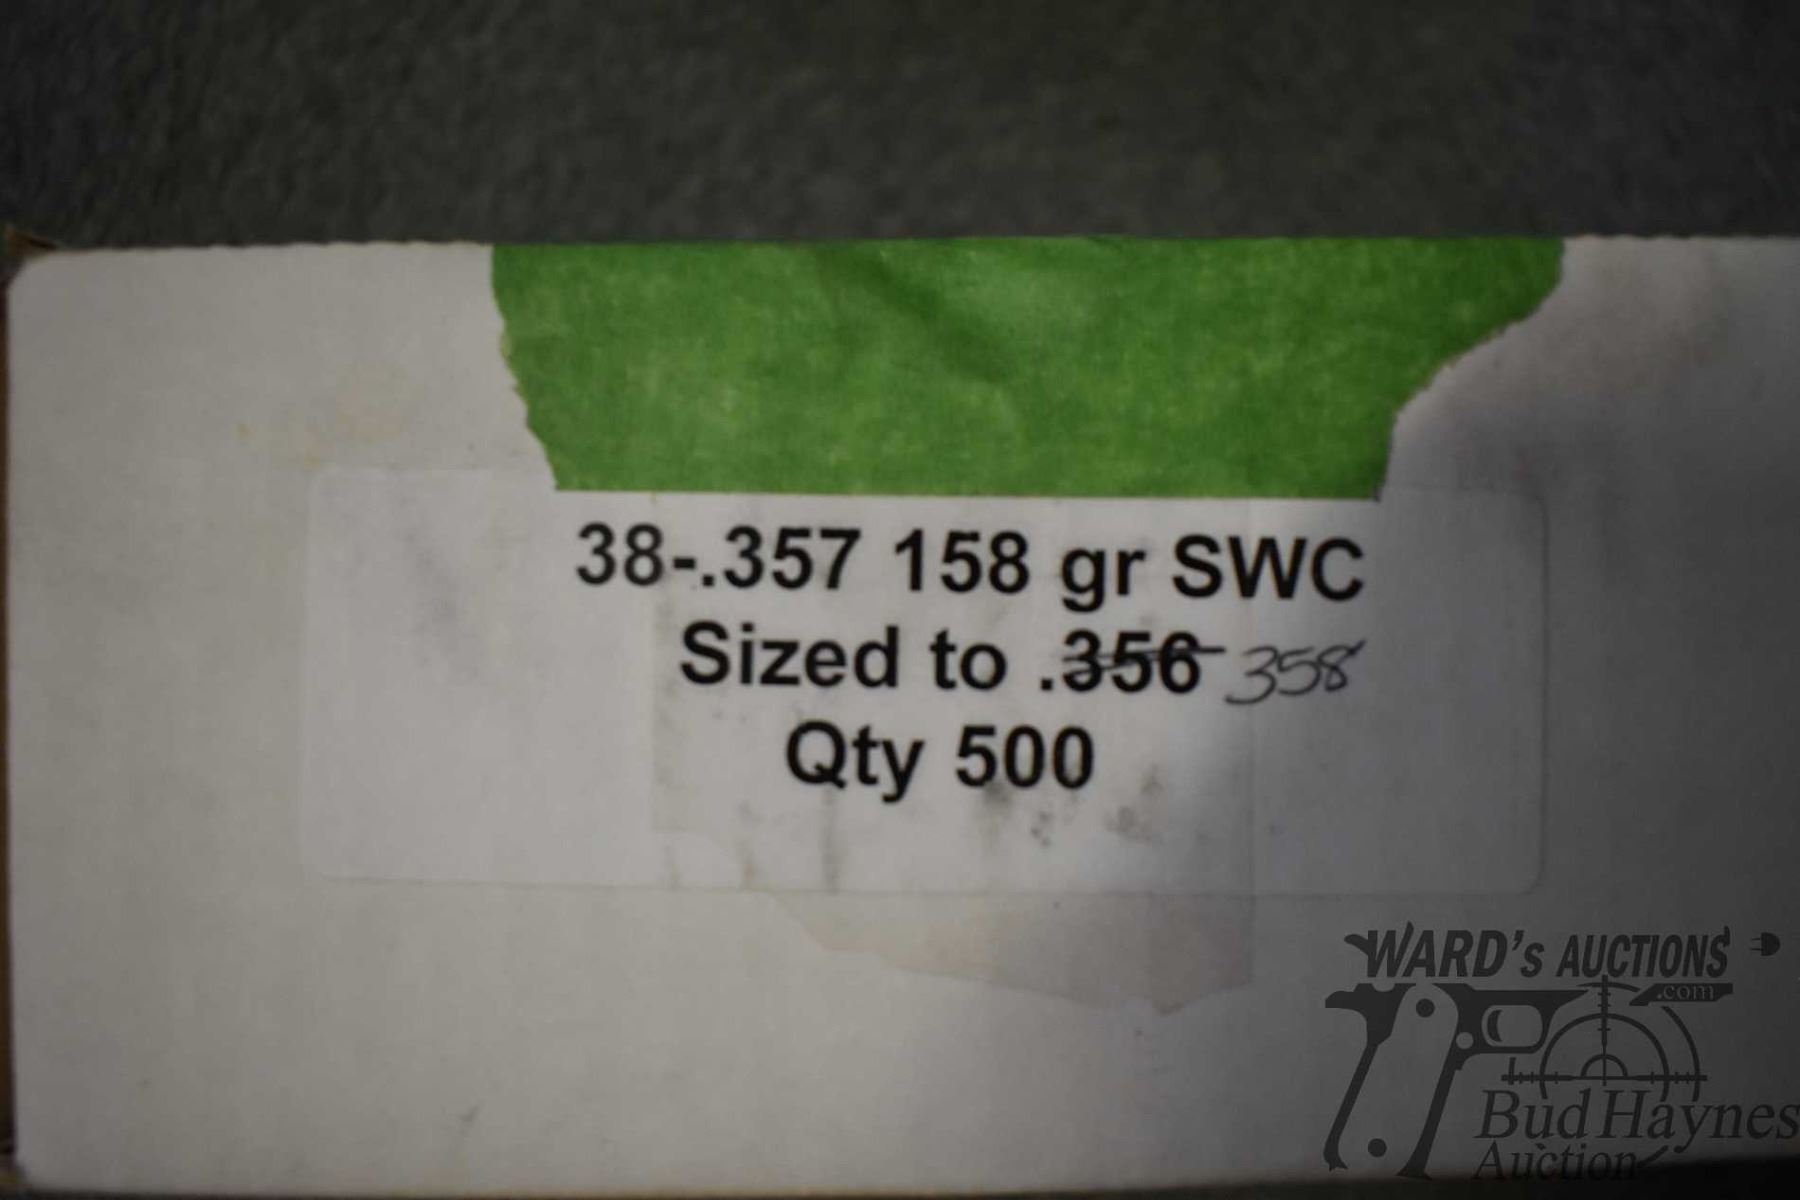 38-.357 158 gr SWC
Sized to .356 358
Qty 500
WARD's AUCTIONS
.com
Bud Haynes
Auction